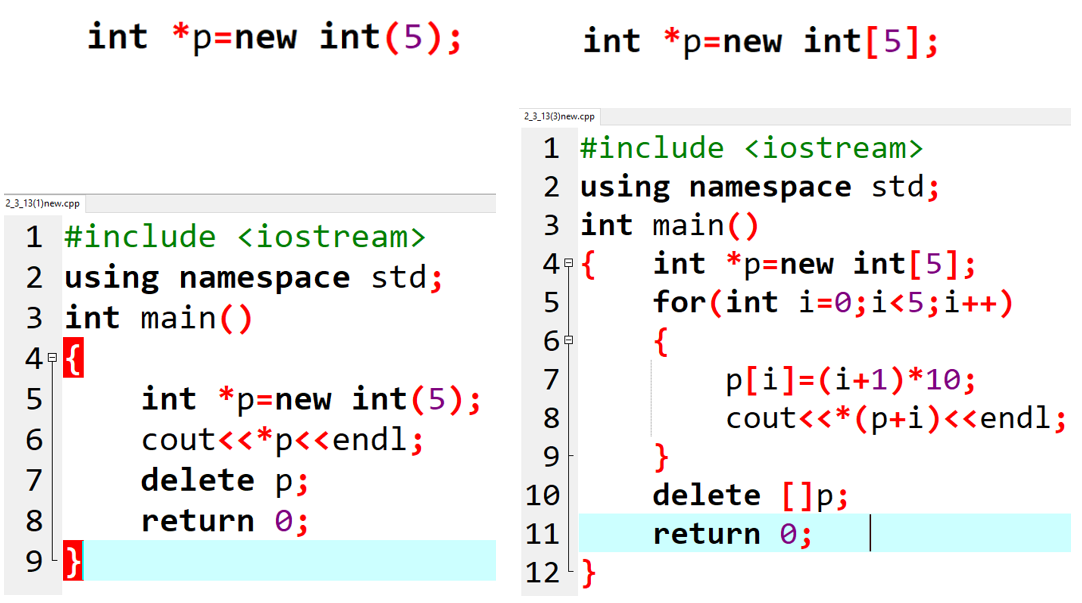 int *p=new int(5);
int *p=new int[5];
2_3_13(1)new.cpp
1 #include <iostream>
2 using namespace std;
3 int main()
4 {
5 int *p=new int(5);
6 cout<<*p<<endl;
7 delete p;
8 return 0;
9 }
2_3_13(3)new.cpp
1 #include <iostream>
2 using namespace std;
3 int main()
4 { int *p=new int[5];
5 for(int i=0;i<5;i++)
6 {
7 p[i]=(i+1)*10;
8 cout<<*(p+i)<<endl;
9 }
10 delete []p;
11 return 0;
12 }